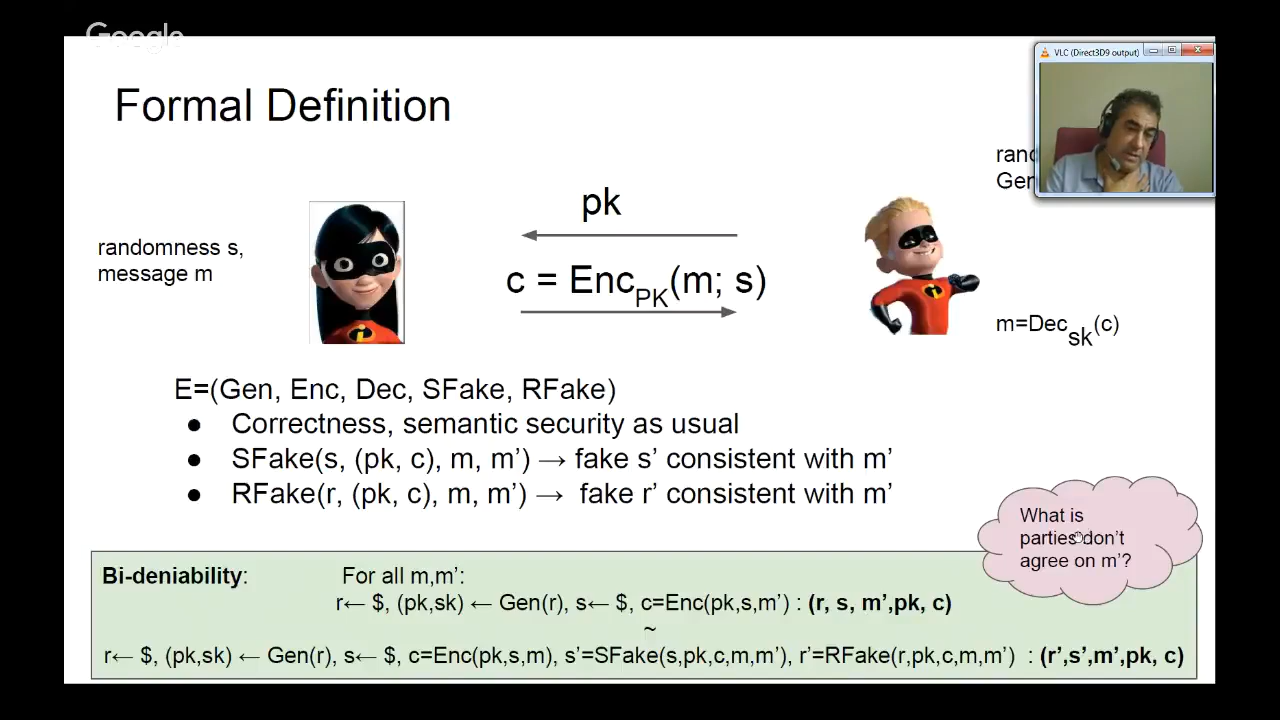 Google
VLC (Direct3D9 output)
Formal Definition
Gen
pk
randomness s,
message m
c = Enc_PK(m; s)
m=Dec_sk(c)
E=(Gen, Enc, Dec, SFake, RFake)
● Correctness, semantic security as usual
● SFake(s, (pk, c), m, m’) → fake s’ consistent with m’
● RFake(r, (pk, c), m, m’) → fake r’ consistent with m’
What is
parties don’t
agree on m’?
Bi-deniability: For all m,m’:
r← $, (pk,sk) ← Gen(r), s← $, c=Enc(pk,s,m’) : (r, s, m’,pk, c)
~
r← $, (pk,sk) ← Gen(r), s← $, c=Enc(pk,s,m), s’=SFake(s,pk,c,m,m’), r’=RFake(r,pk,c,m,m’) : (r’,s’,m’,pk, c)